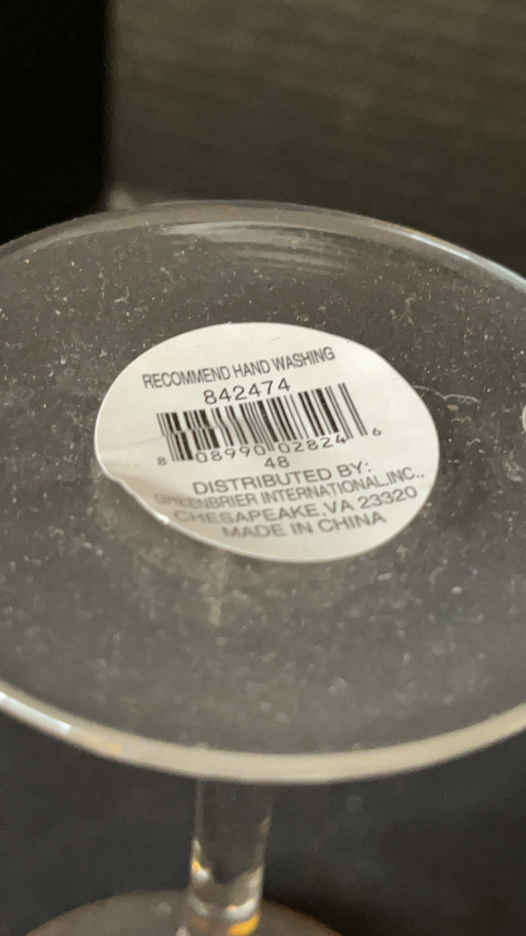 RECOMMEND HAND WASHING
842474
8 08990 02824 6
48
DISTRIBUTED BY:
GREENBRIER INTERNATIONAL,INC.,
CHESAPEAKE,VA 23320
MADE IN CHINA